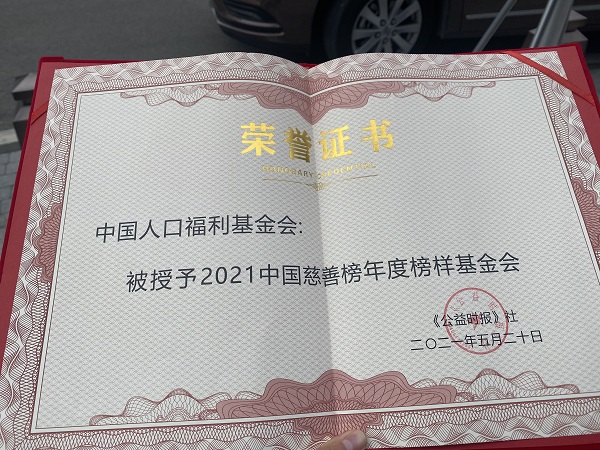 荣誉证书
中国人口福利基金会:
被授予2021中国慈善榜年度榜样基金会
《公益时报》社
二〇二一年五月二十日